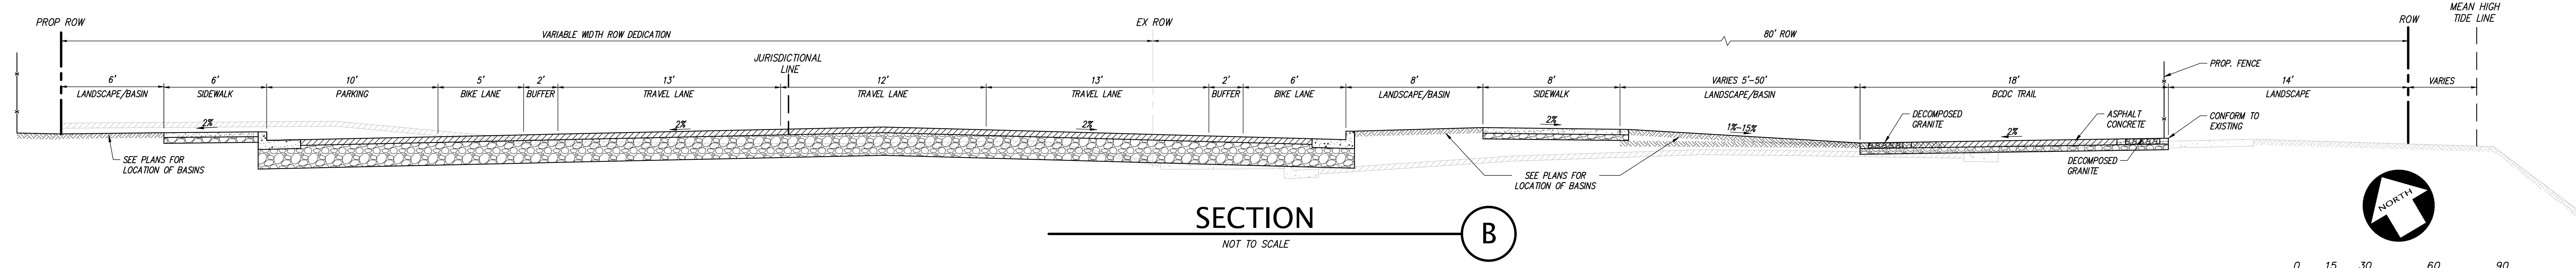 PROP ROW
EX ROW
ROW
MEAN HIGH
TIDE LINE
VARIABLE WIDTH ROW DEDICATION
80' ROW
JURISDICTIONAL
LINE
6'
6'
10'
5'
2'
13'
12'
13'
2'
6'
8'
8'
VARIES 5'-50'
18'
14'
VARIES
LANDSCAPE/BASIN
SIDEWALK
PARKING
BIKE LANE
BUFFER
TRAVEL LANE
TRAVEL LANE
TRAVEL LANE
BUFFER
BIKE LANE
LANDSCAPE/BASIN
SIDEWALK
LANDSCAPE/BASIN
BCDC TRAIL
LANDSCAPE
PROP. FENCE
2%
2%
2%
2%
1%-15%
2%
DECOMPOSED
GRANITE
ASPHALT
CONCRETE
CONFORM TO
EXISTING
SEE PLANS FOR
LOCATION OF BASINS
SEE PLANS FOR
LOCATION OF BASINS
DECOMPOSED
GRANITE
SECTION
B
NOT TO SCALE
NORTH
0 15 30 60 90